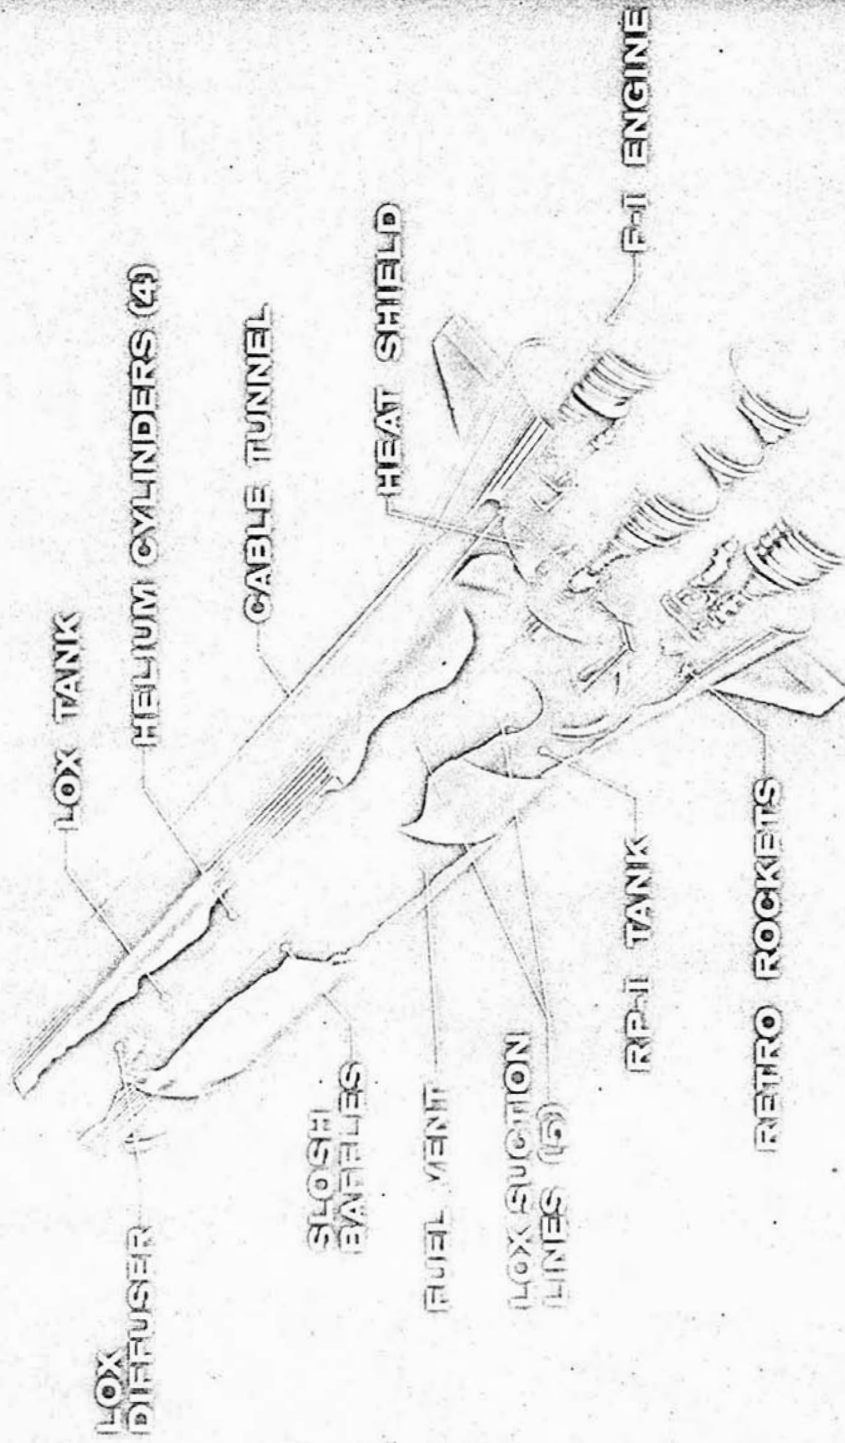 LOX
DIFFUSER
LOX TANK
HELIUM CYLINDERS (4)
CABLE TUNNEL
HEAT SHIELD
F-1 ENGINE
SLOSH
BAFFLES
FUEL VENT
LOX SUCTION
LINES (5)
RP-1 TANK
RETRO ROCKETS